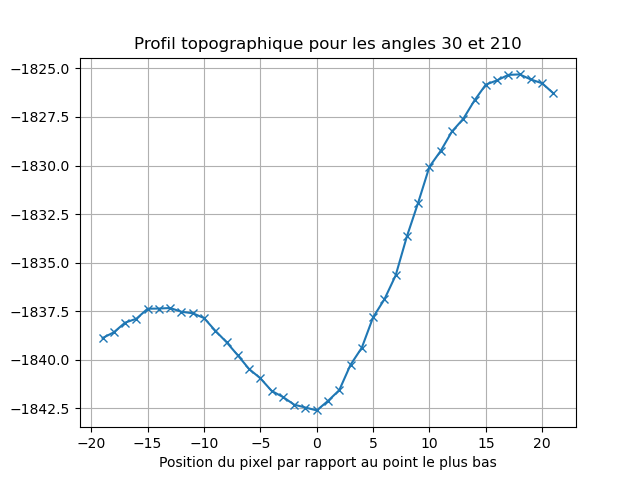 Profil topographique pour les angles 30 et 210
−1825.0
−1827.5
−1830.0
−1832.5
−1835.0
−1837.5
−1840.0
−1842.5
−20 −15 −10 −5 0 5 10 15 20
Position du pixel par rapport au point le plus bas